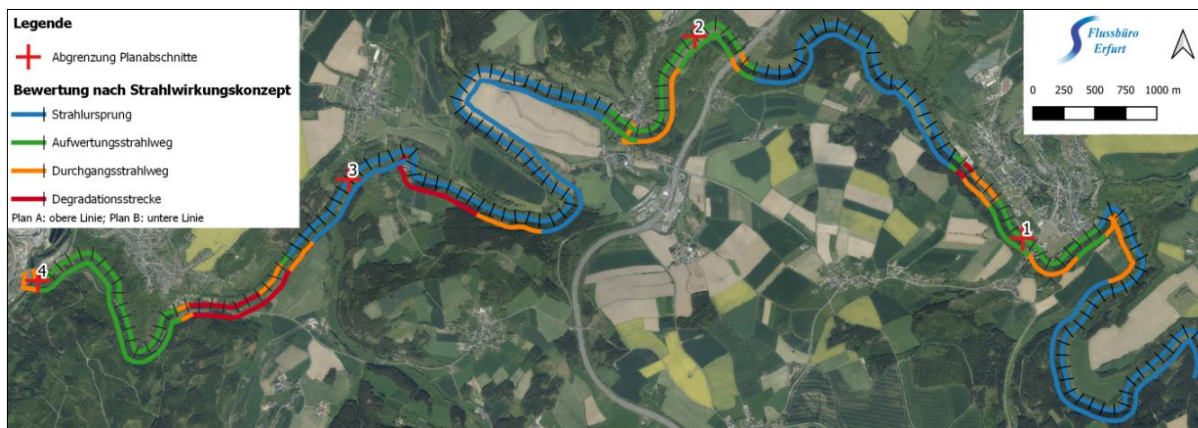 Legende
Abgrenzung Planabschnitte
Bewertung nach Strahlwirkungskonzept
Strahlursprung
Aufwertungsstrahlweg
Durchgangsstrahlweg
Degradationsstrecke
Plan A: obere Linie; Plan B: untere Linie
Flussbüro
Erfurt
0 250 500 750 1000 m
2
3
1
4